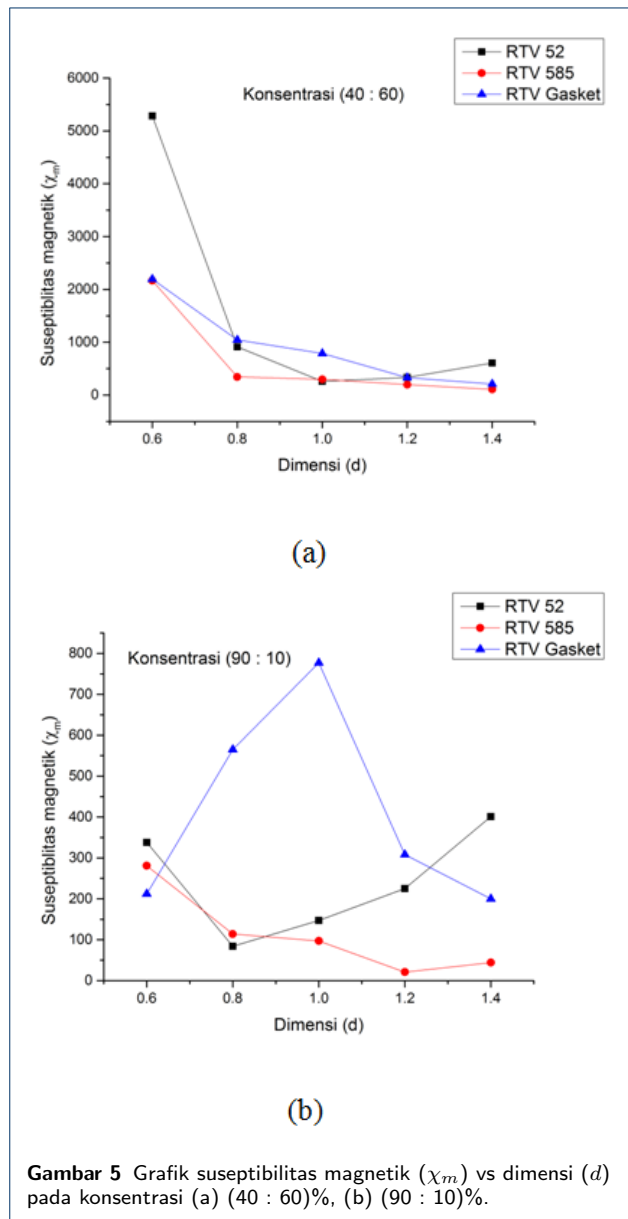 RTV 52
RTV 585
RTV Gasket
Konsentrasi (40 : 60)
6000
5000
4000
3000
2000
1000
0
Suseptiblitas magnetik (χm)
0.6 0.8 1.0 1.2 1.4
Dimensi (d)
(a)
RTV 52
RTV 585
RTV Gasket
Konsentrasi (90 : 10)
800
700
600
500
400
300
200
100
0
Suseptiblitas magnetik (χm)
0.6 0.8 1.0 1.2 1.4
Dimensi (d)
(b)
Gambar 5 Grafik suseptibilitas magnetik (χm) vs dimensi (d)
pada konsentrasi (a) (40 : 60)%, (b) (90 : 10)%.